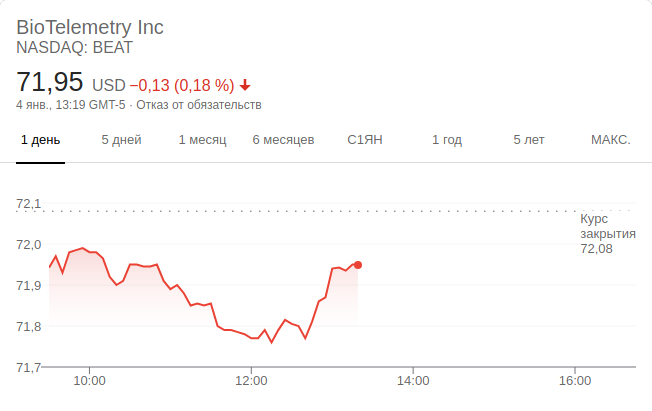 BioTelemetry Inc
NASDAQ: BEAT
71,95 USD −0,13 (0,18 %)
4 янв., 13:19 GMT-5 · Отказ от обязательств
1 день 5 дней 1 месяц 6 месяцев С1ЯН 1 год 5 лет МАКС.
72,1
Курс
закрытия
72,08
72,0
71,9
71,8
71,7
10:00 12:00 14:00 16:00